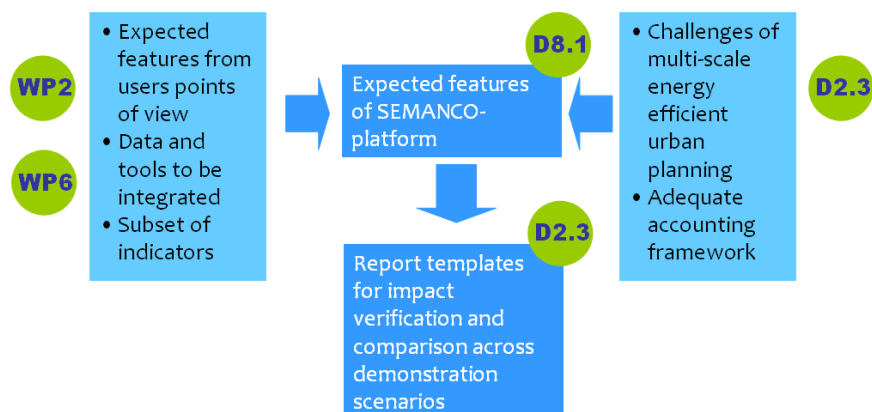 WP2
WP6
• Expected
features from
users points
of view
• Data and
tools to be
integrated
• Subset of
indicators
D8.1
Expected features
of SEMANCO-
platform
D2.3
Report templates
for impact
verification and
comparison across
demonstration
scenarios
• Challenges of
multi-scale
energy
efficient
urban
planning
• Adequate
accounting
framework
D2.3